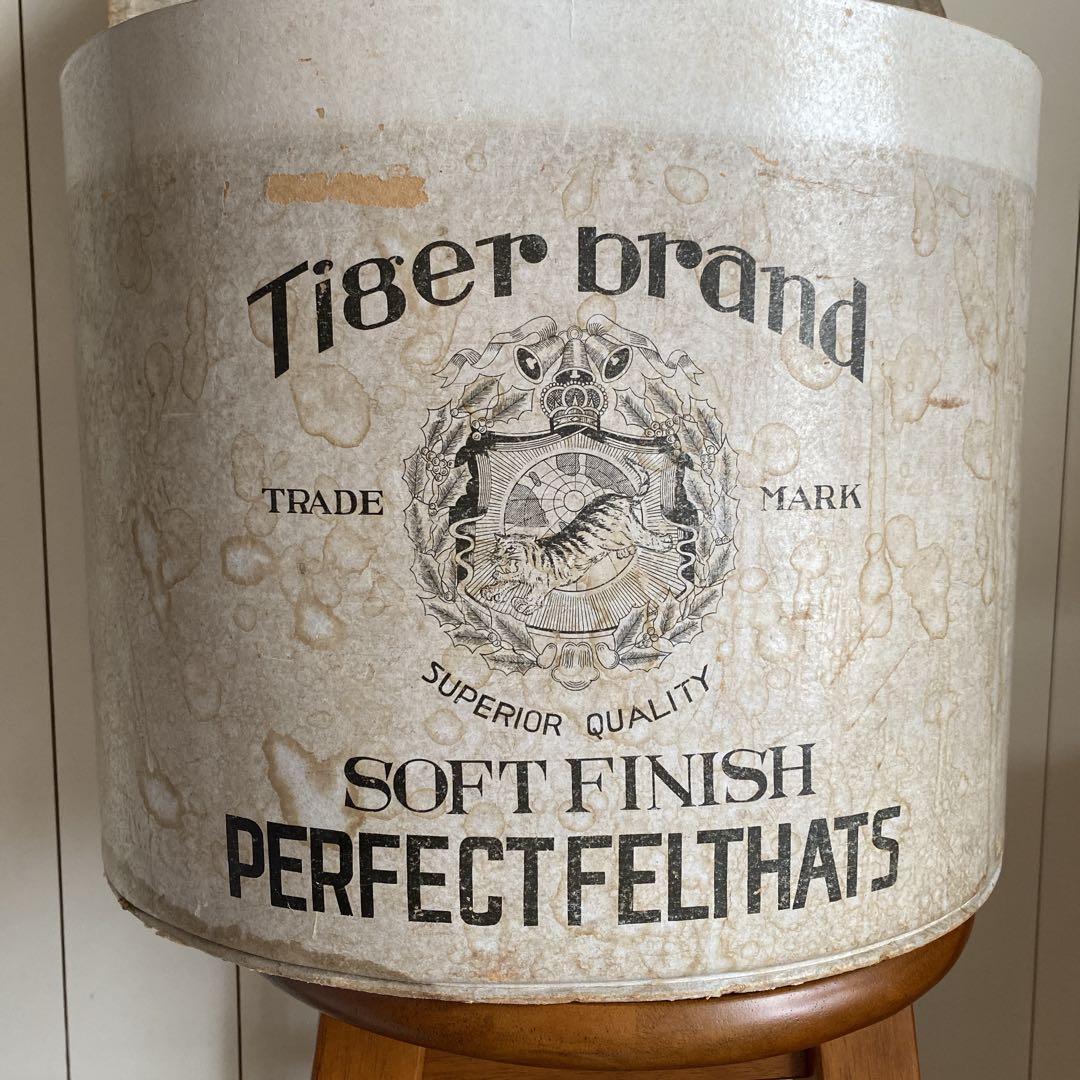 Tiger brand
TRADE MARK
SUPERIOR QUALITY
SOFT FINISH
PERFECT FELT HATS